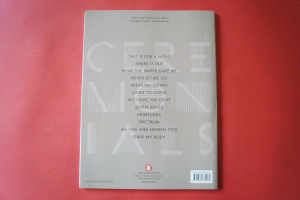 CERE
MON
IALS
ONLY IF FOR A NIGHT
SHAKE IT OUT
WHAT THE WATER GAVE ME
NEVER LET ME GO
BREAKING DOWN
LOVER TO LOVER
NO LIGHT, NO LIGHT
SEVEN DEVILS
HEARTLINES
SPECTRUM
ALL THIS AND HEAVEN TOO
LEAVE MY BODY